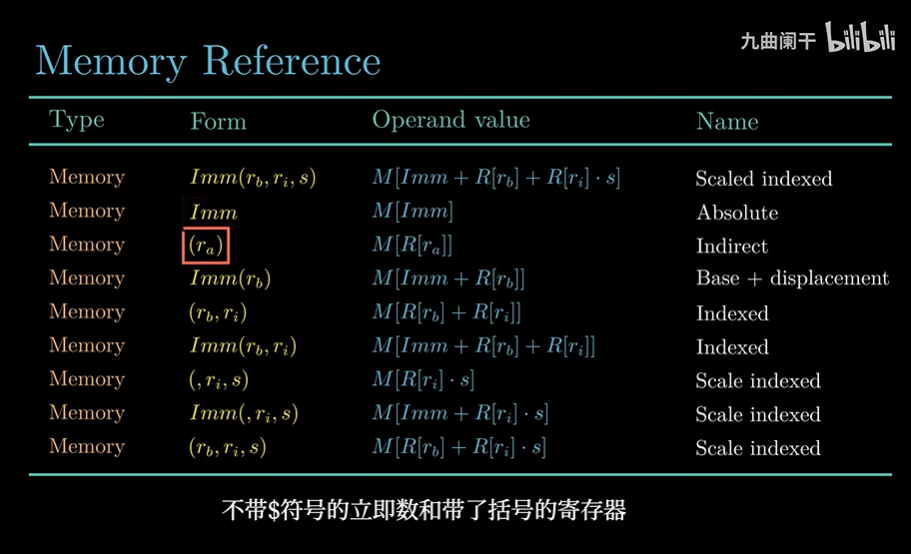 九曲阑干 bilibili
Memory Reference
Type Form Operand value Name
Memory Imm(r_b, r_i, s) M[Imm + R[r_b] + R[r_i] · s] Scaled indexed
Memory Imm M[Imm] Absolute
Memory (r_a) M[R[r_a]] Indirect
Memory Imm(r_b) M[Imm + R[r_b]] Base + displacement
Memory (r_b, r_i) M[R[r_b] + R[r_i]] Indexed
Memory Imm(r_b, r_i) M[Imm + R[r_b] + R[r_i]] Indexed
Memory (, r_i, s) M[R[r_i] · s] Scale indexed
Memory Imm(, r_i, s) M[Imm + R[r_i] · s] Scale indexed
Memory (r_b, r_i, s) M[R[r_b] + R[r_i] · s] Scale indexed
不带$符号的立即数和带了括号的寄存器